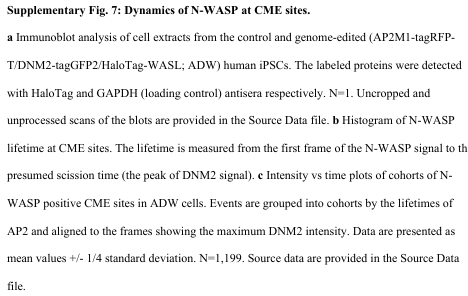 Supplementary Fig. 7: Dynamics of N-WASP at CME sites.
a Immunoblot analysis of cell extracts from the control and genome-edited (AP2M1-tagRFP-
T/DNM2-tagGFP2/HaloTag-WASL; ADW) human iPSCs. The labeled proteins were detected
with HaloTag and GAPDH (loading control) antisera respectively. N=1. Uncropped and
unprocessed scans of the blots are provided in the Source Data file. b Histogram of N-WASP
lifetime at CME sites. The lifetime is measured from the first frame of the N-WASP signal to th
presumed scission time (the peak of DNM2 signal). c Intensity vs time plots of cohorts of N-
WASP positive CME sites in ADW cells. Events are grouped into cohorts by the lifetimes of
AP2 and aligned to the frames showing the maximum DNM2 intensity. Data are presented as
mean values +/- 1/4 standard deviation. N=1,199. Source data are provided in the Source Data
file.